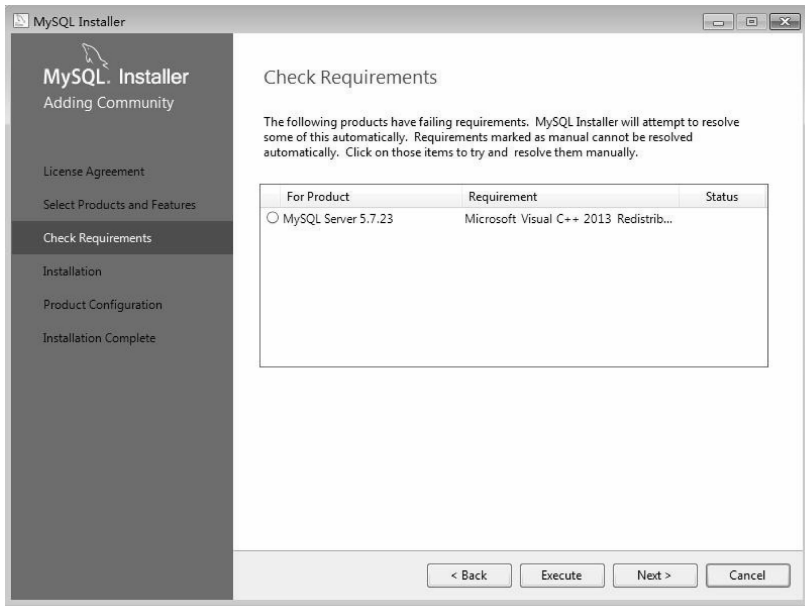 MySQL Installer
MySQL. Installer
Adding Community
License Agreement
Select Products and Features
Check Requirements
Installation
Product Configuration
Installation Complete
Check Requirements
The following products have failing requirements. MySQL Installer will attempt to resolve
some of this automatically. Requirements marked as manual cannot be resolved
automatically. Click on those items to try and resolve them manually.
For Product Requirement Status
MySQL Server 5.7.23 Microsoft Visual C++ 2013 Redistrib...
< Back Execute Next > Cancel